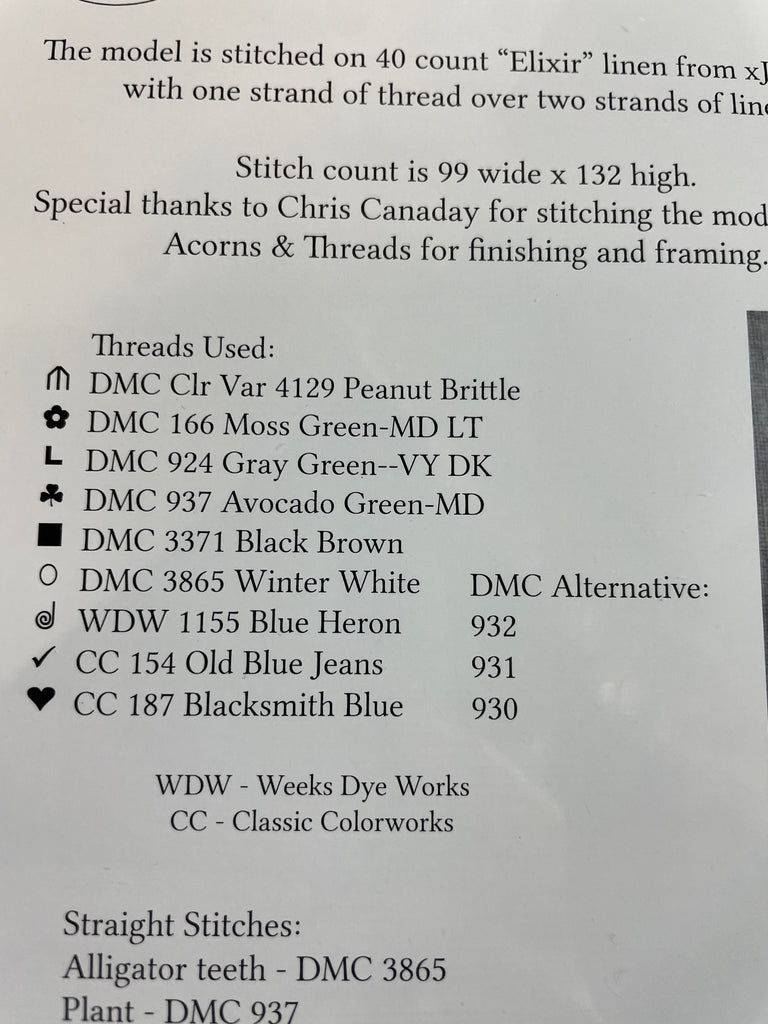 The model is stitched on 40 count “Elixir” linen from
with one strand of thread over two strands of
Stitch count is 99 wide x 132 high.
Special thanks to Chris Canaday for stitching the
Acorns & Threads for finishing and framing.
Threads Used:
DMC Clr Var 4129 Peanut Brittle
DMC 166 Moss Green-MD LT
L DMC 924 Gray Green--VY DK
DMC 937 Avocado Green-MD
DMC 3371 Black Brown
DMC 3865 Winter White DMC Alternative:
WDW 1155 Blue Heron 932
CC 154 Old Blue Jeans 931
CC 187 Blacksmith Blue 930
WDW - Weeks Dye Works
CC - Classic Colorworks
Straight Stitches:
Alligator teeth - DMC 3865
Plant - DMC 937